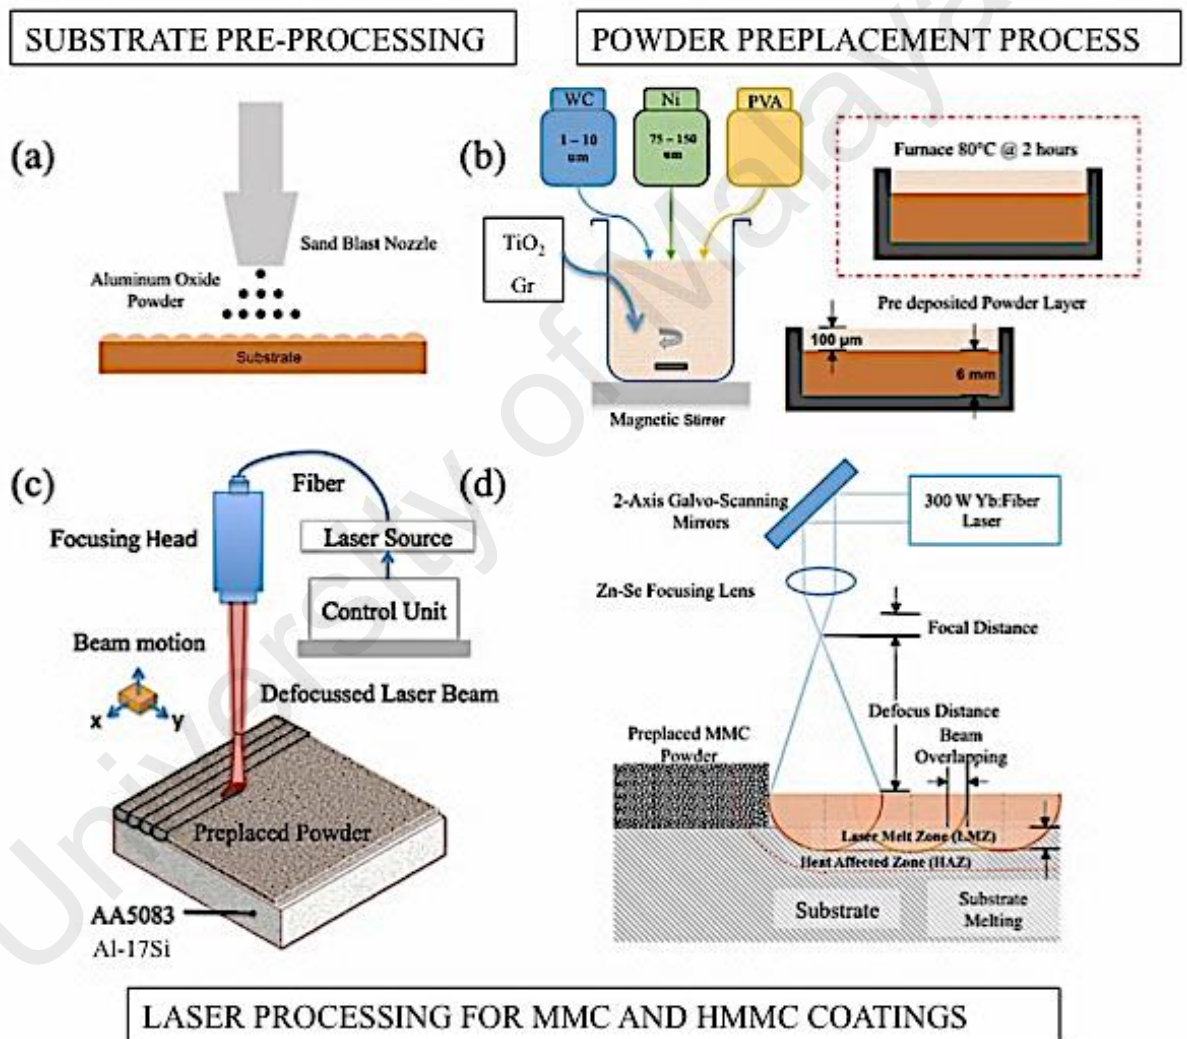 SUBSTRATE PRE-PROCESSING
POWDER PREPLACEMENT PROCESS
(a)
Sand Blast Nozzle
Aluminum Oxide
Powder
Substrate
(b)
WC
1 – 10
um
Ni
75 – 150
um
PVA
TiO₂
Gr
Magnetic Stirrer
Furnace 80°C @ 2 hours
Pre deposited Powder Layer
100 µm
6 mm
(c)
Fiber
Focusing Head
Laser Source
Control Unit
Beam motion
x
y
Defocussed Laser Beam
Preplaced Powder
AA5083
Al-17Si
(d)
2-Axis Galvo-Scanning
Mirrors
300 W Yb:Fiber
Laser
Zn-Se Focusing Lens
Focal Distance
Defocus Distance
Beam
Overlapping
Preplaced MMC
Powder
Laser Melt Zone (LMZ)
Heat Affected Zone (HAZ)
Substrate
Substrate
Melting
LASER PROCESSING FOR MMC AND HMMC COATINGS
University of Malaya